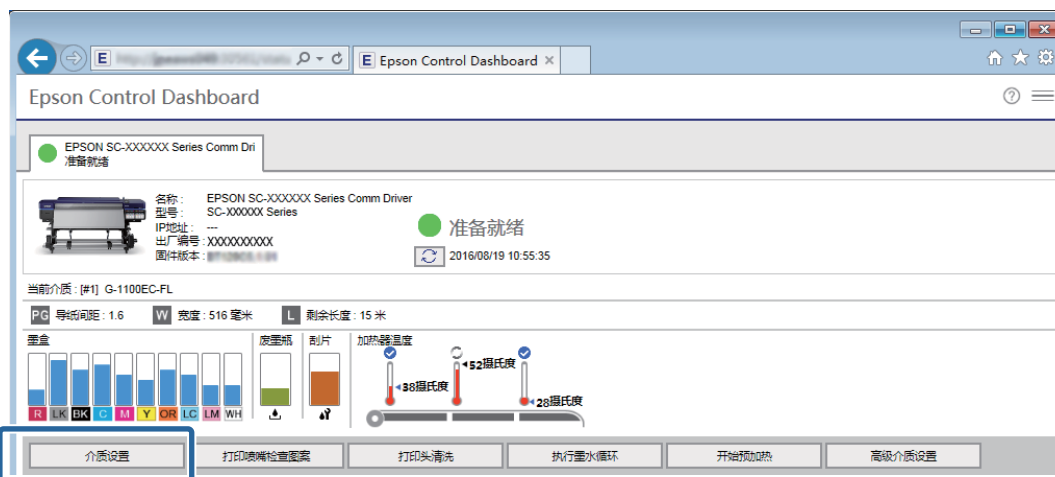 Epson Control Dashboard ×
Epson Control Dashboard
EPSON SC-XXXXXX Series Comm Dri
准备就绪
名称: EPSON SC-XXXXXX Series Comm Driver
型号: SC-XXXXXX Series
IP地址: ---
出厂编号: XXXXXXXXXX
固件版本:
准备就绪
2016/08/19 10:55:35
当前介质: [#1] G-1100EC-FL
PG 导纸间距: 1.6 W 宽度: 516 毫米 L 剩余长度: 15 米
墨盒 废墨瓶 刮片 加热器温度
52摄氏度
38摄氏度
28摄氏度
R LK BK C M Y OR LC LM WH
介质设置 打印喷嘴检查图案 打印头清洗 执行墨水循环 开始预加热 高级介质设置